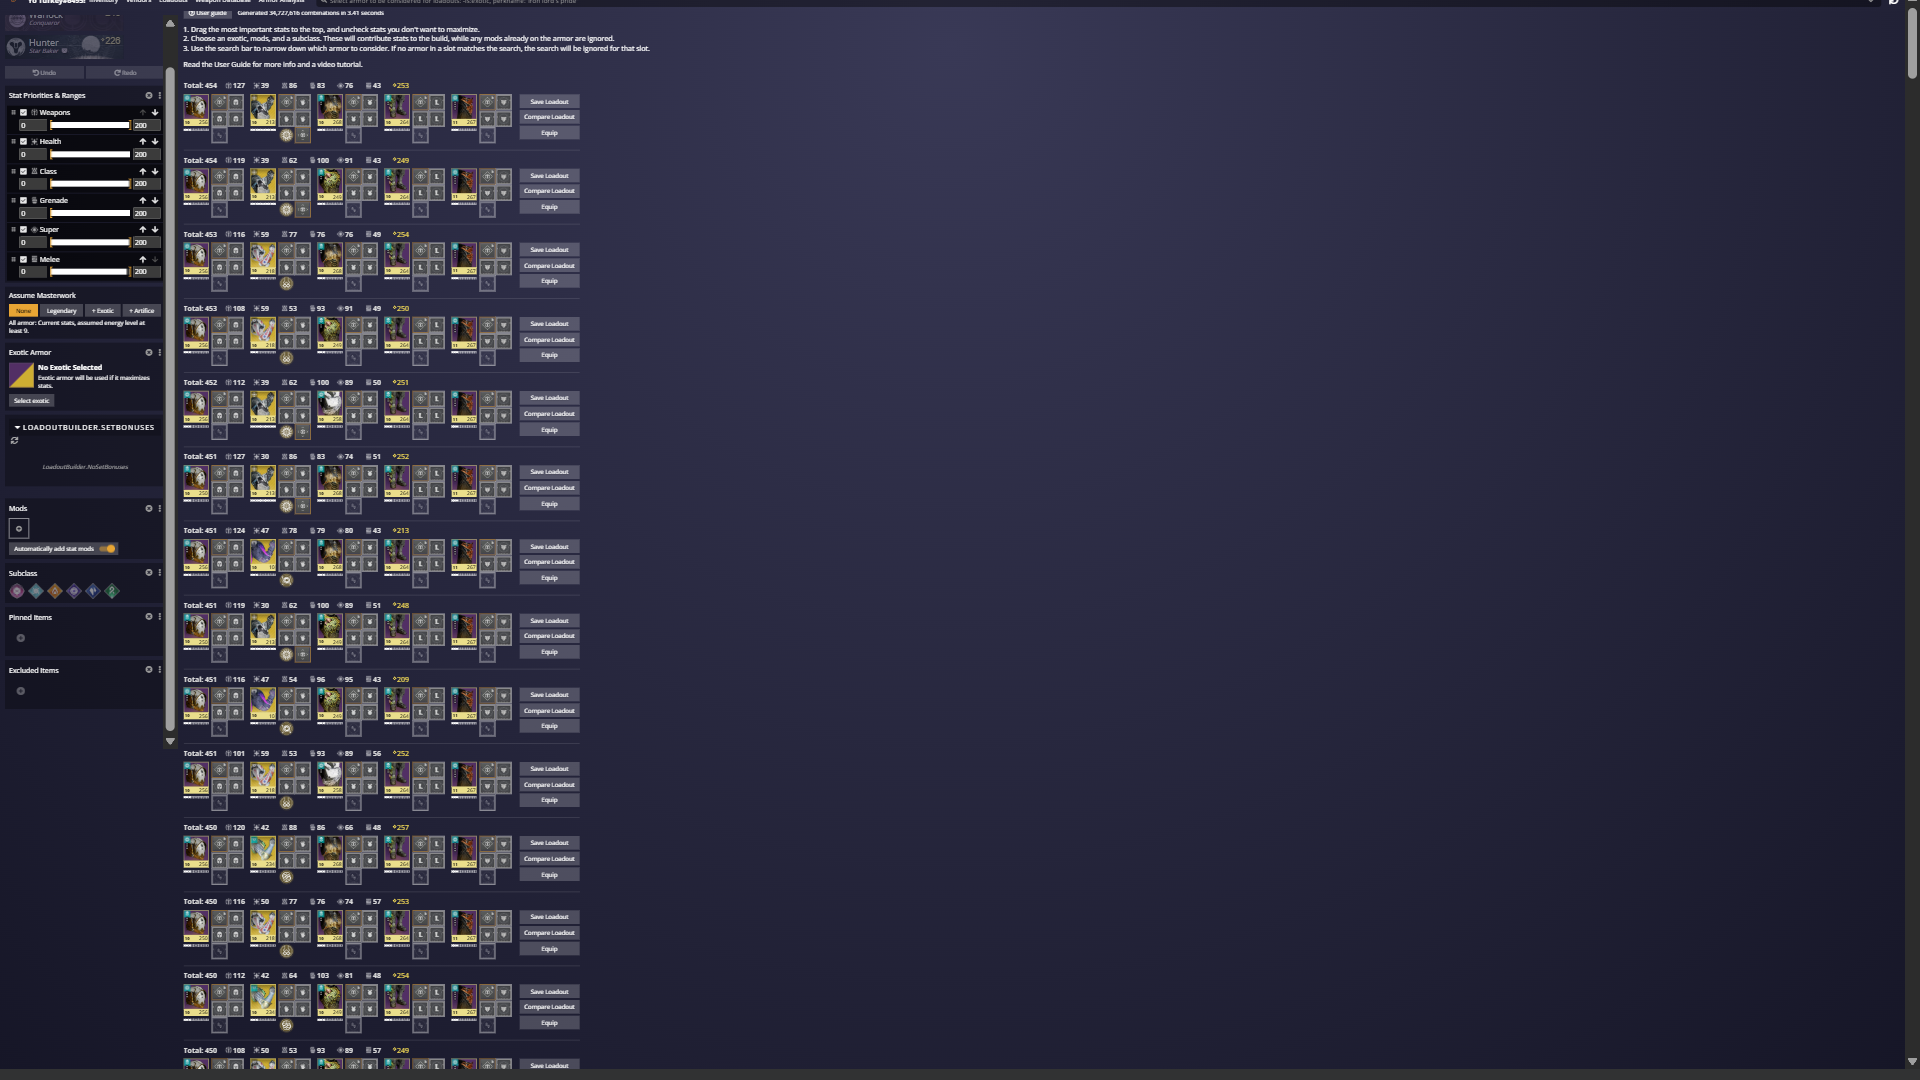 User guide Generated 34,727,616 combinations in 3.41 seconds
Conqueror
Hunter
Star Baker
+226
Undo Redo
Stat Priorities & Ranges
Weapons
0 200
Health
0 200
Class
0 200
Grenade
0 200
Super
0 200
Melee
0 200
Assume Masterwork
None Legendary + Exotic + Artifice
All armor: Current stats, assumed energy level at
least 9.
Exotic Armor
No Exotic Selected
Exotic armor will be used if it maximizes
stats.
Select exotic
LOADOUTBUILDER.SETBONUSES
LoadoutBuilder.NoSetBonuses
Mods
Automatically add stat mods
Subclass
Pinned Items
Excluded Items
1. Drag the most important stats to the top, and uncheck stats you don't want to maximize.
2. Choose an exotic, mods, and a subclass. These will contribute stats to the build, while any mods already on the armor are ignored.
3. Use the search bar to narrow down which armor to consider. If no armor in a slot matches the search, the search will be ignored for that slot.
Read the User Guide for more info and a video tutorial.
Total: 454 127 39 86 83 76 43 253
Save Loadout
Compare Loadout
Equip
Total: 454 119 39 62 100 91 43 249
Save Loadout
Compare Loadout
Equip
Total: 453 116 59 77 76 76 49 254
Save Loadout
Compare Loadout
Equip
Total: 453 108 59 53 93 91 49 250
Save Loadout
Compare Loadout
Equip
Total: 452 112 39 62 100 89 50 251
Save Loadout
Compare Loadout
Equip
Total: 451 127 30 86 83 74 51 252
Save Loadout
Compare Loadout
Equip
Total: 451 124 47 78 79 80 43 213
Save Loadout
Compare Loadout
Equip
Total: 451 119 30 62 100 89 51 248
Save Loadout
Compare Loadout
Equip
Total: 451 116 47 54 96 95 43 209
Save Loadout
Compare Loadout
Equip
Total: 451 101 59 53 93 89 56 252
Save Loadout
Compare Loadout
Equip
Total: 450 120 42 88 86 66 48 257
Save Loadout
Compare Loadout
Equip
Total: 450 116 50 77 76 74 57 253
Save Loadout
Compare Loadout
Equip
Total: 450 112 42 64 103 81 48 254
Save Loadout
Compare Loadout
Equip
Total: 450 108 50 53 93 89 57 249
Save Loadout